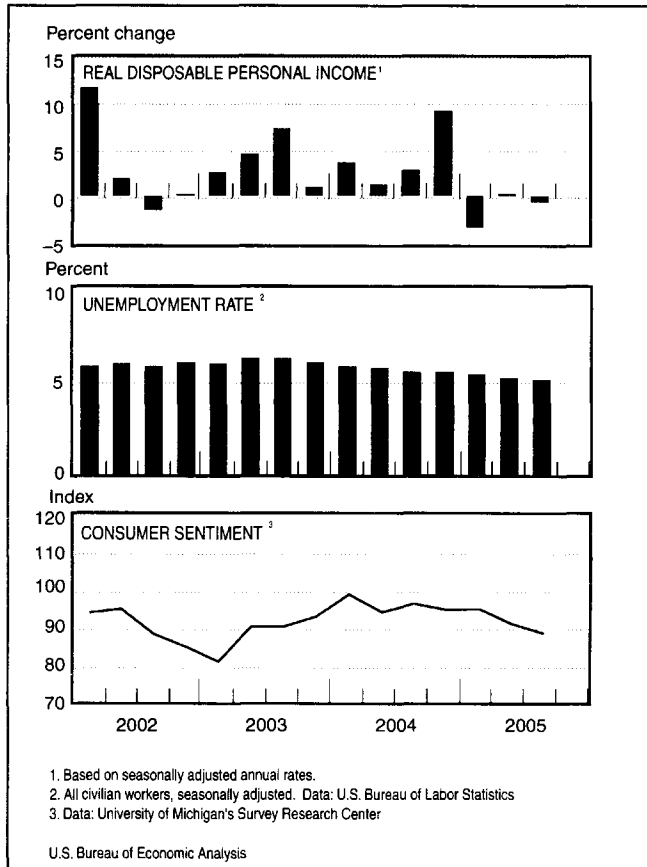 Percent change
15
REAL DISPOSABLE PERSONAL INCOME¹
10
5
0
–5
Percent
10
UNEMPLOYMENT RATE ²
5
0
Index
120
CONSUMER SENTIMENT ³
110
100
90
80
70
2002 2003 2004 2005
1. Based on seasonally adjusted annual rates.
2. All civilian workers, seasonally adjusted. Data: U.S. Bureau of Labor Statistics
3. Data: University of Michigan's Survey Research Center
U.S. Bureau of Economic Analysis